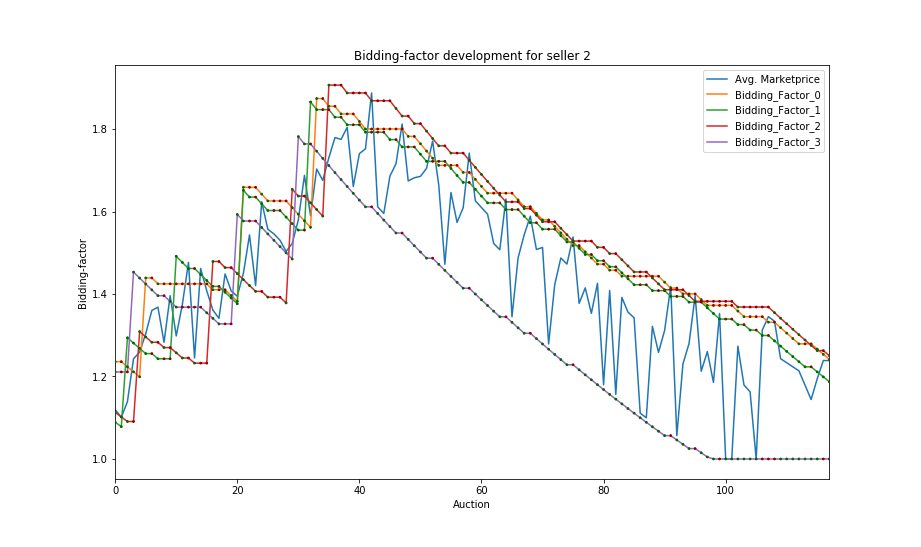 Bidding-factor development for seller 2
Avg. Marketprice
Bidding_Factor_0
Bidding_Factor_1
Bidding_Factor_2
Bidding_Factor_3
Bidding-factor
1.8
1.6
1.4
1.2
1.0
0 20 40 60 80 100
Auction